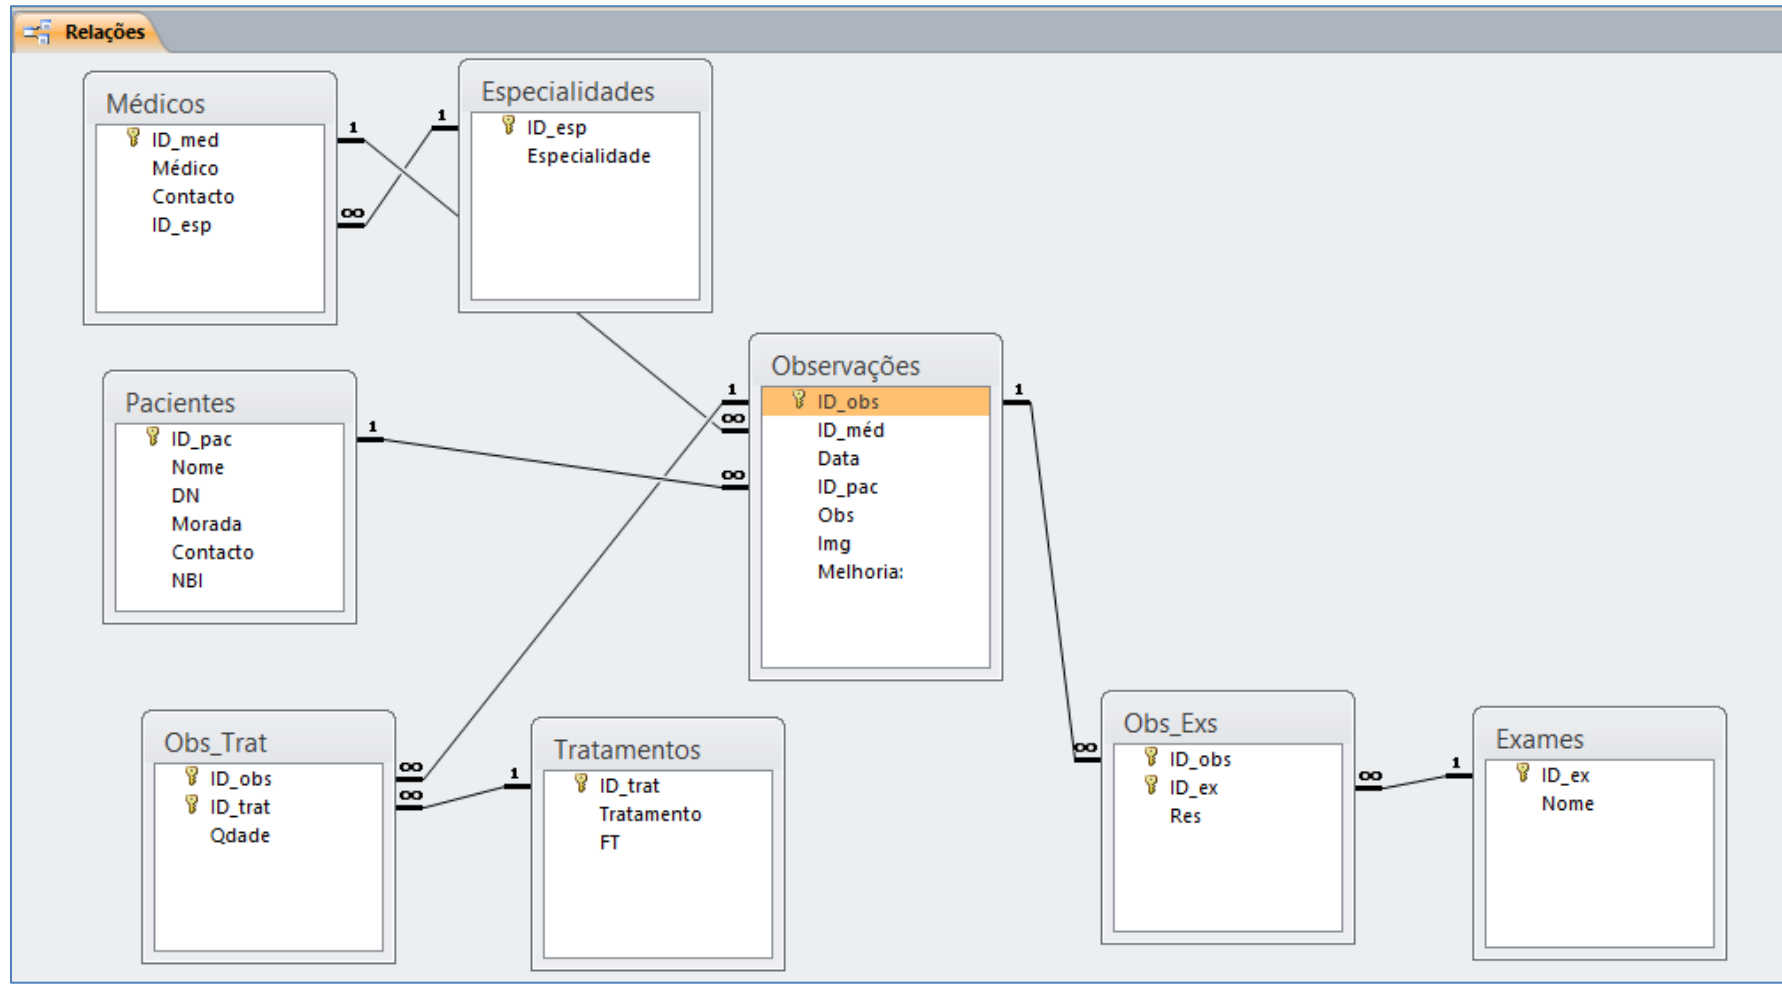 Relações
Médicos
ID_med
Médico
Contacto
ID_esp
1
∞
Especialidades
ID_esp
Especialidade
1
Pacientes
ID_pac
Nome
DN
Morada
Contacto
NBI
1
Observações
ID_obs
ID_méd
Data
ID_pac
Obs
Img
Melhoria:
1
∞
∞
1
Obs_Trat
ID_obs
ID_trat
Qdade
∞
∞
Tratamentos
ID_trat
Tratamento
FT
1
Obs_Exs
ID_obs
ID_ex
Res
∞
∞
Exames
ID_ex
Nome
1